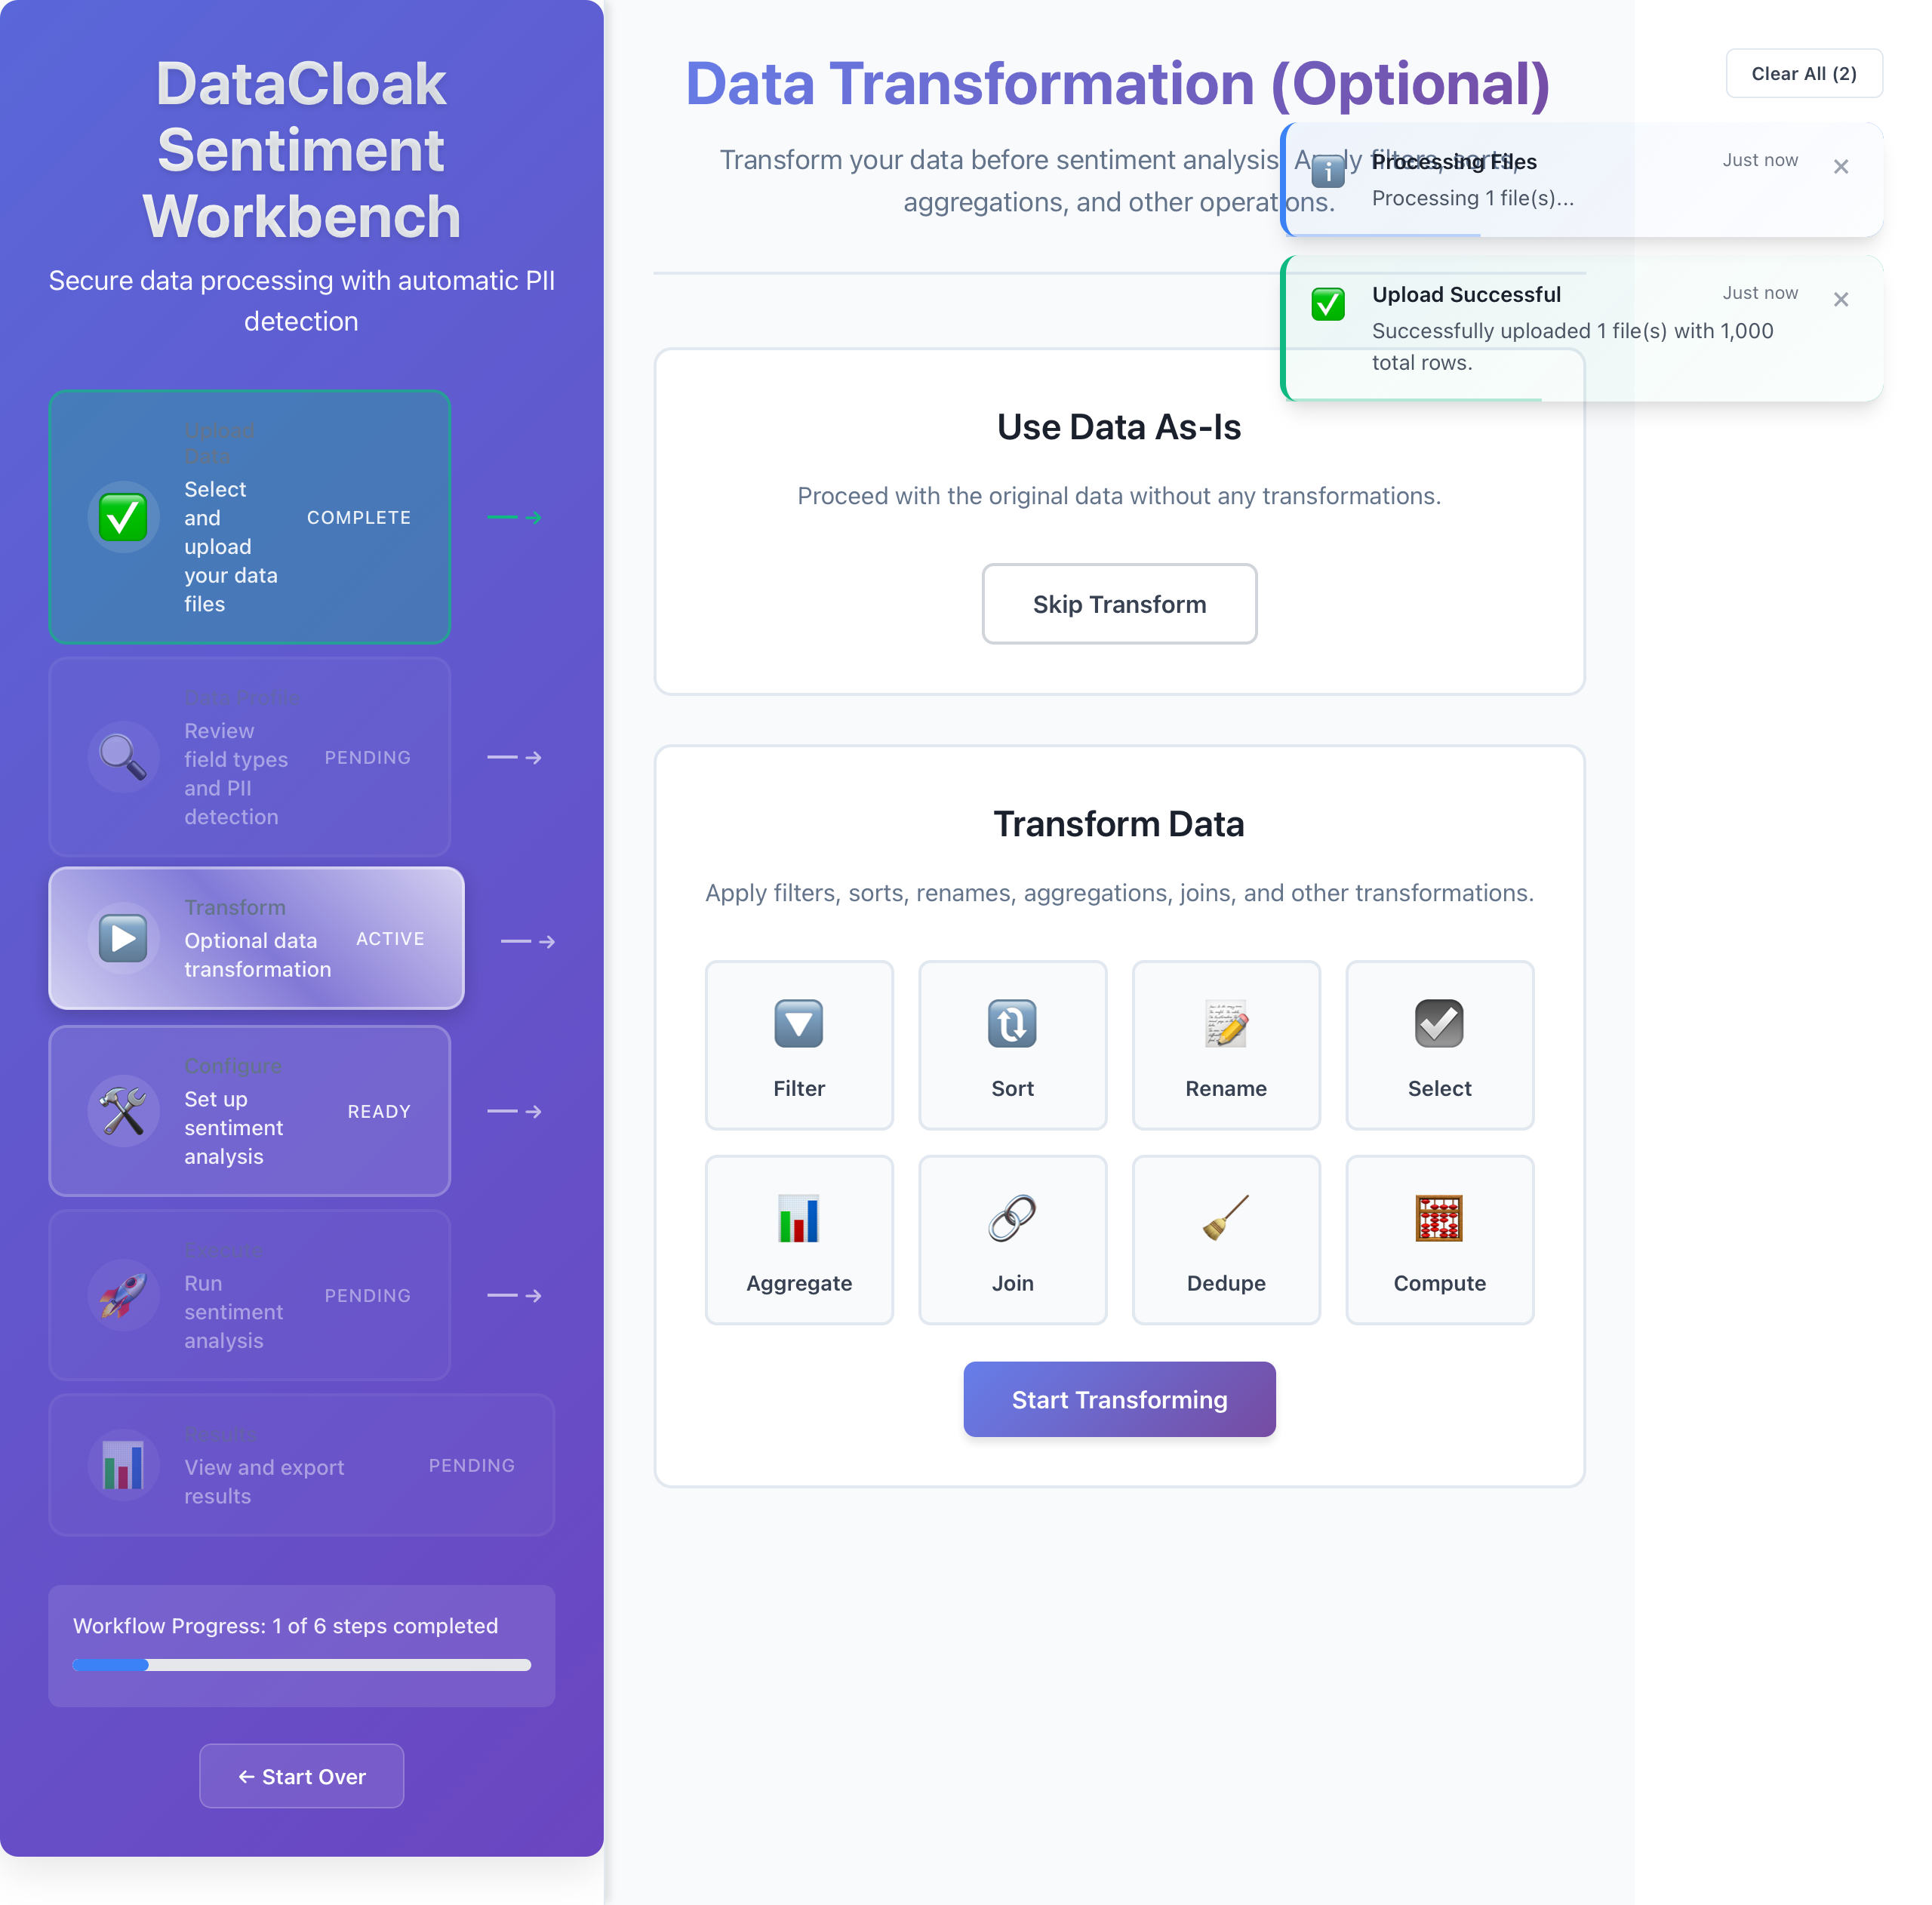 DataCloak
Sentiment
Workbench
Secure data processing with automatic PII
detection
Upload
Data
Select
and
upload
your data
files
COMPLETE
Data Profile
Review
field types
and PII
detection
PENDING
Transform
Optional data
transformation
ACTIVE
Configure
Set up
sentiment
analysis
READY
Execute
Run
sentiment
analysis
PENDING
Results
View and export
results
PENDING
Workflow Progress: 1 of 6 steps completed
← Start Over
Data Transformation (Optional)
Transform your data before sentiment analysis. Apply filters, sorts,
aggregations, and other operations.
Use Data As-Is
Proceed with the original data without any transformations.
Skip Transform
Transform Data
Apply filters, sorts, renames, aggregations, joins, and other transformations.
Filter
Sort
Rename
Select
Aggregate
Join
Dedupe
Compute
Start Transforming
Clear All (2)
Processing Files
Just now
Processing 1 file(s)...
Upload Successful
Just now
Successfully uploaded 1 file(s) with 1,000
total rows.